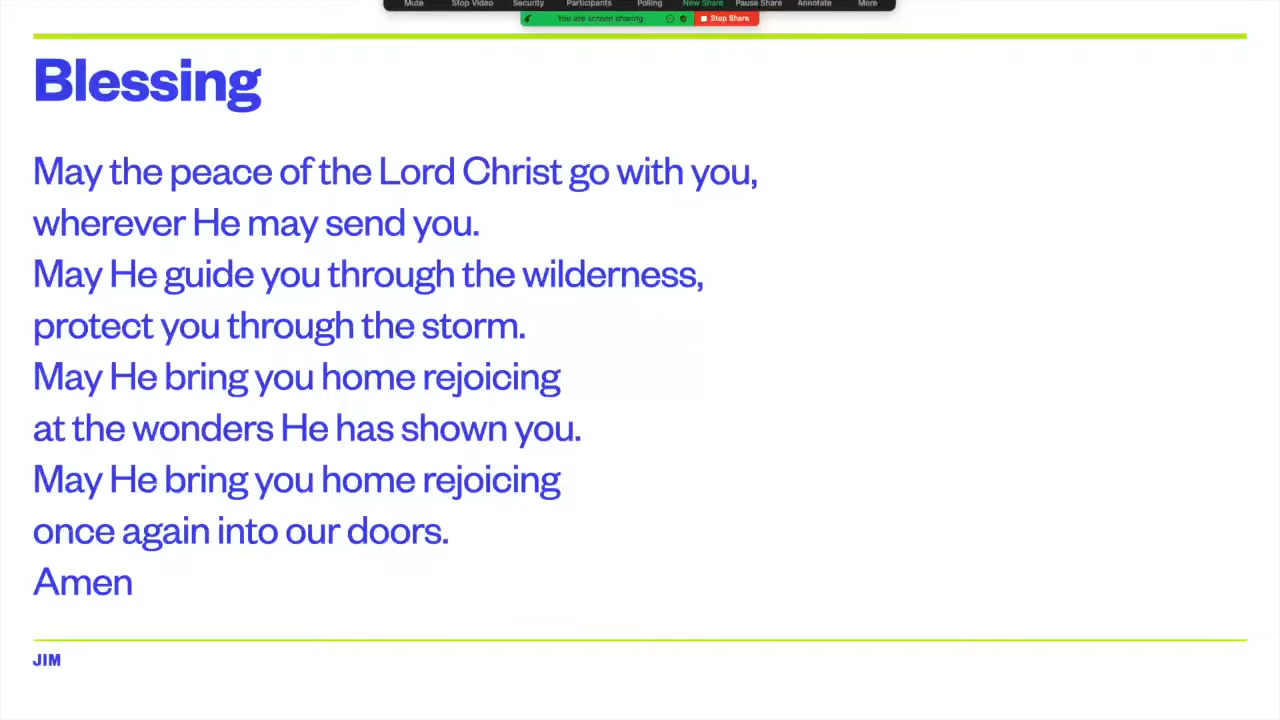 Mute Stop Video Security Participants Polling New Share Pause Share Annotate More
You are screen sharing Stop Share
Blessing
May the peace of the Lord Christ go with you,
wherever He may send you.
May He guide you through the wilderness,
protect you through the storm.
May He bring you home rejoicing
at the wonders He has shown you.
May He bring you home rejoicing
once again into our doors.
Amen
JIM